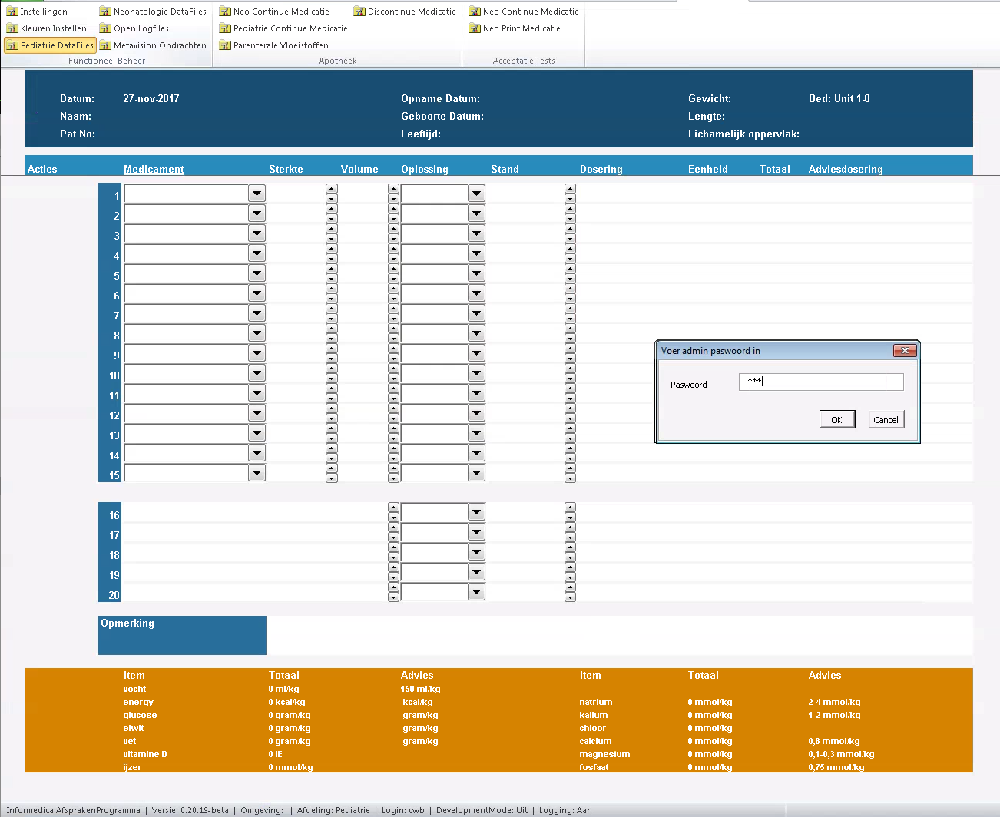 Instellingen Neonatologie DataFiles Neo Continue Medicatie Discontinue Medicatie Neo Continue Medicatie
Kleuren Instellen Open Logfiles Pediatrie Continue Medicatie Neo Print Medicatie
Pediatrie DataFiles Metavision Opdrachten Parenterale Vloeistoffen
Functioneel Beheer Apotheek Acceptatie Tests
Datum: 27-nov-2017 Opname Datum: Gewicht: Bed: Unit 1-8
Naam: Geboorte Datum: Lengte:
Pat No: Leeftijd: Lichamelijk oppervlak:
Acties Medicament Sterkte Volume Oplossing Stand Dosering Eenheid Totaal Adviesdosering
1
2
3
4
5
6
7
8
9
10
11
12
13
14
15
Voer admin paswoord in
Paswoord ***
OK Cancel
16
17
18
19
20
Opmerking
Item Totaal Advies Item Totaal Advies
vocht 0 ml/kg 150 ml/kg
energy 0 kcal/kg kcal/kg natrium 0 mmol/kg 2-4 mmol/kg
glucose 0 gram/kg gram/kg kalium 0 mmol/kg 1-2 mmol/kg
eiwit 0 gram/kg gram/kg chloor 0 mmol/kg
vet 0 gram/kg gram/kg calcium 0 mmol/kg 0,8 mmol/kg
vitamine D 0 IE magnesium 0 mmol/kg 0,1-0,3 mmol/kg
ijzer 0 mmol/kg fosfaat 0 mmol/kg 0,75 mmol/kg
Informedica AfsprakenProgramma | Versie: 0.20.19-beta | Omgeving: | Afdeling: Pediatrie | Login: cwb | DevelopmentMode: Uit | Logging: Aan